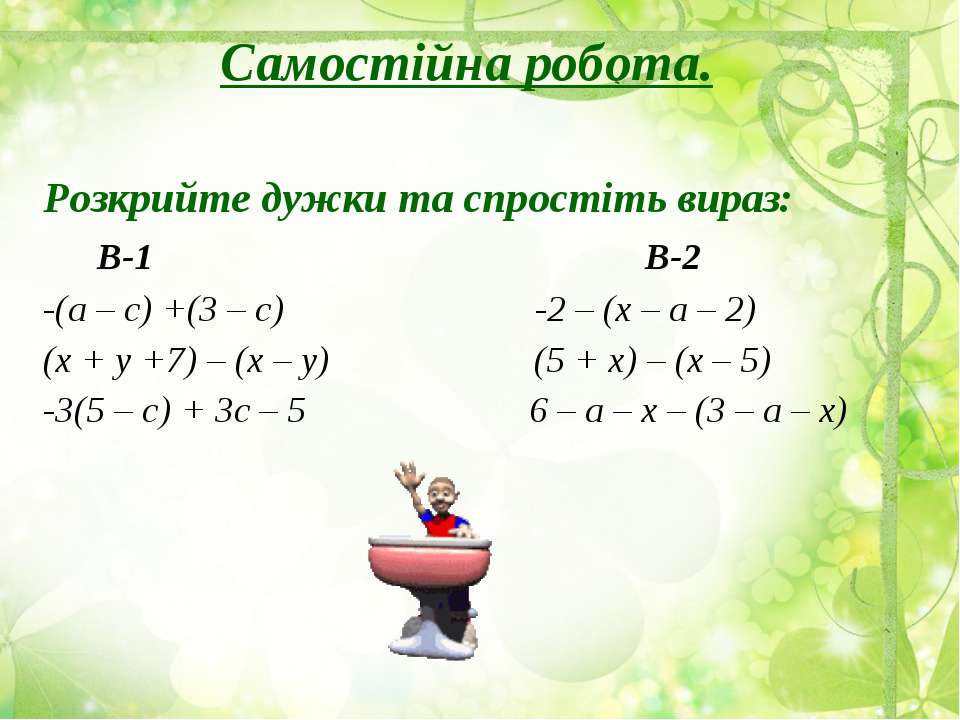 Самостійна робота.
Розкрийте дужки та спростіть вираз:
В-1 В-2
-(а – с) +(3 – с) -2 – (х – а – 2)
(х + у +7) – (х – у) (5 + х) – (х – 5)
-3(5 – с) + 3с – 5 6 – а – х – (3 – а – х)